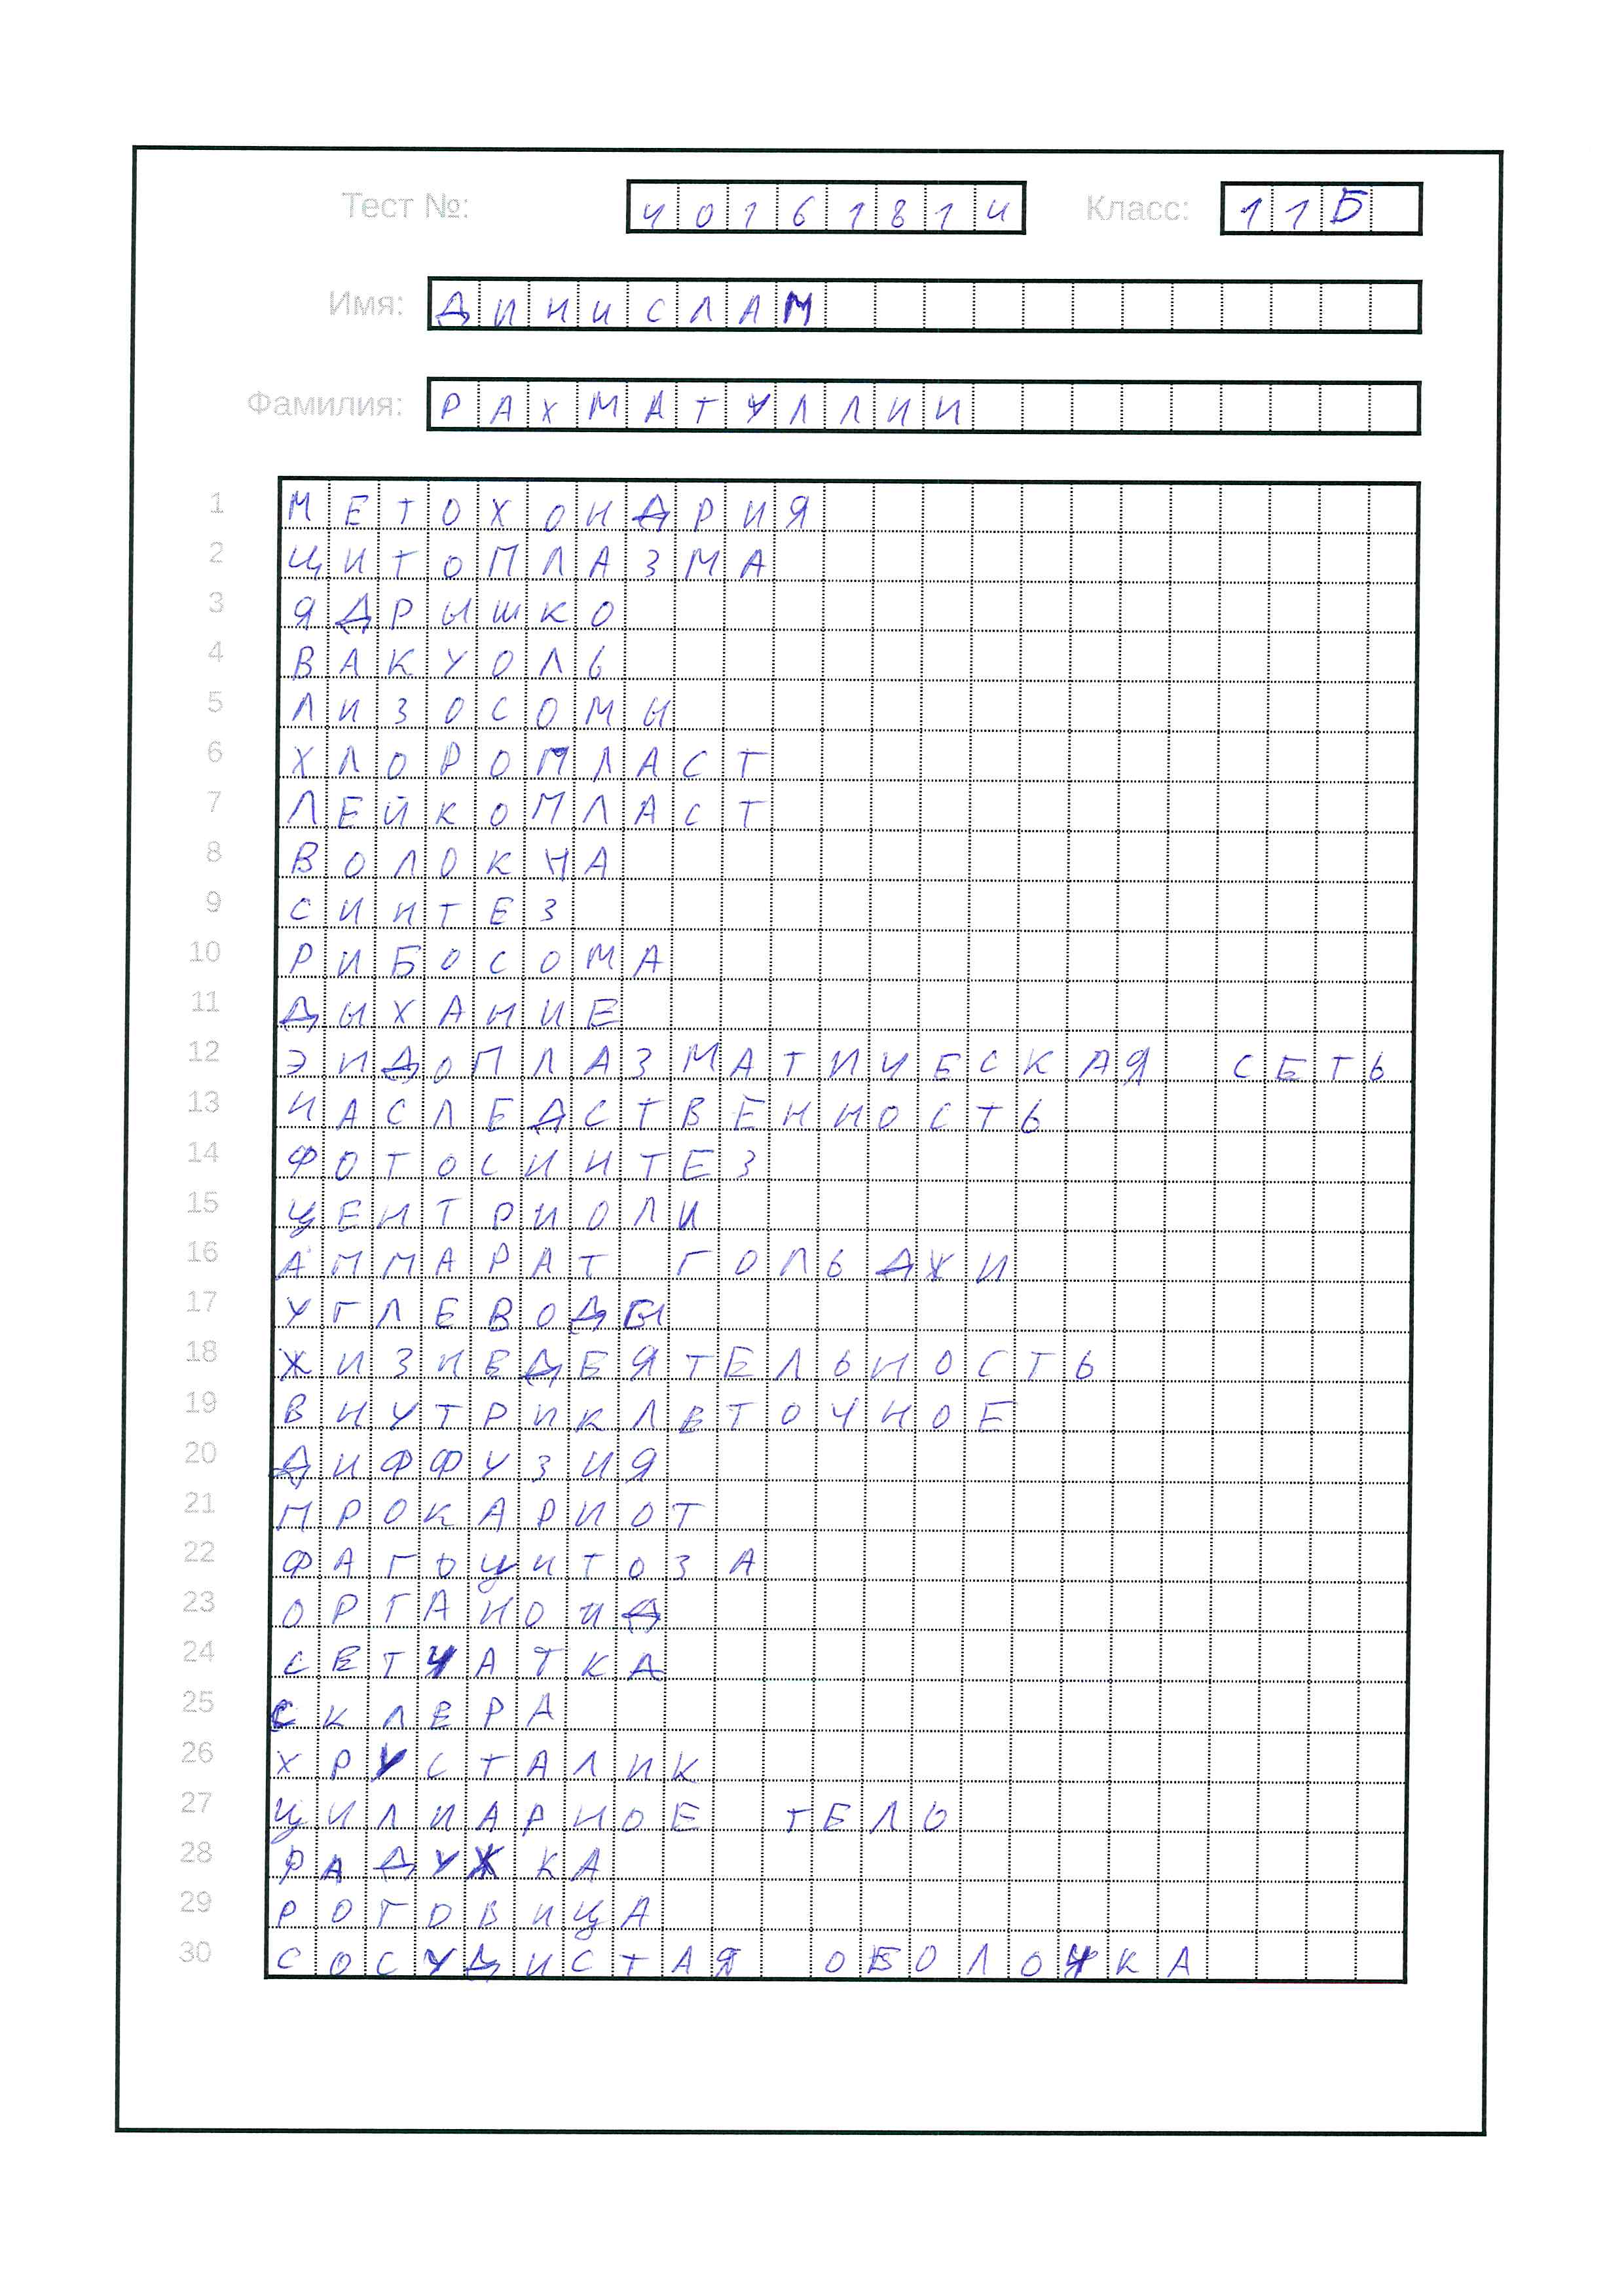 Тест №: 40161814 Класс: 11Б
Имя: ДИНИСЛАМ
Фамилия: РАХМАТУЛЛИН
1 МЕТОХОНДРИЯ
2 ЦИТОПЛАЗМА
3 ЯДРЫШКО
4 ВАКУОЛЬ
5 ЛИЗОСОМЫ
6 ХЛОРОПЛАСТ
7 ЛЕЙКОПЛАСТ
8 ВОЛОКНА
9 СИНТЕЗ
10 РИБОСОМА
11 ДЫХАНИЕ
12 ЭНДОПЛАЗМАТИЧЕСКАЯ СЕТЬ
13 НАСЛЕДСТВЕННОСТЬ
14 ФОТОСИНТЕЗ
15 ЦЕНТРИОЛИ
16 АППАРАТ ГОЛЬДЖИ
17 УГЛЕВОДЫ
18 ЖИЗНЕДЕЯТЕЛЬНОСТЬ
19 ВНУТРИКЛЕТОЧНОЕ
20 ДИФФУЗИЯ
21 ПРОКАРИОТ
22 ФАГОЦИТОЗА
23 ОРГАНОИД
24 СЕТЧАТКА
25 СКЛЕРА
26 ХРУСТАЛИК
27 ЦИЛИАРНОЕ ТЕЛО
28 РАДУЖКА
29 РОГОВИЦА
30 СОСУДИСТАЯ ОБОЛОЧКА